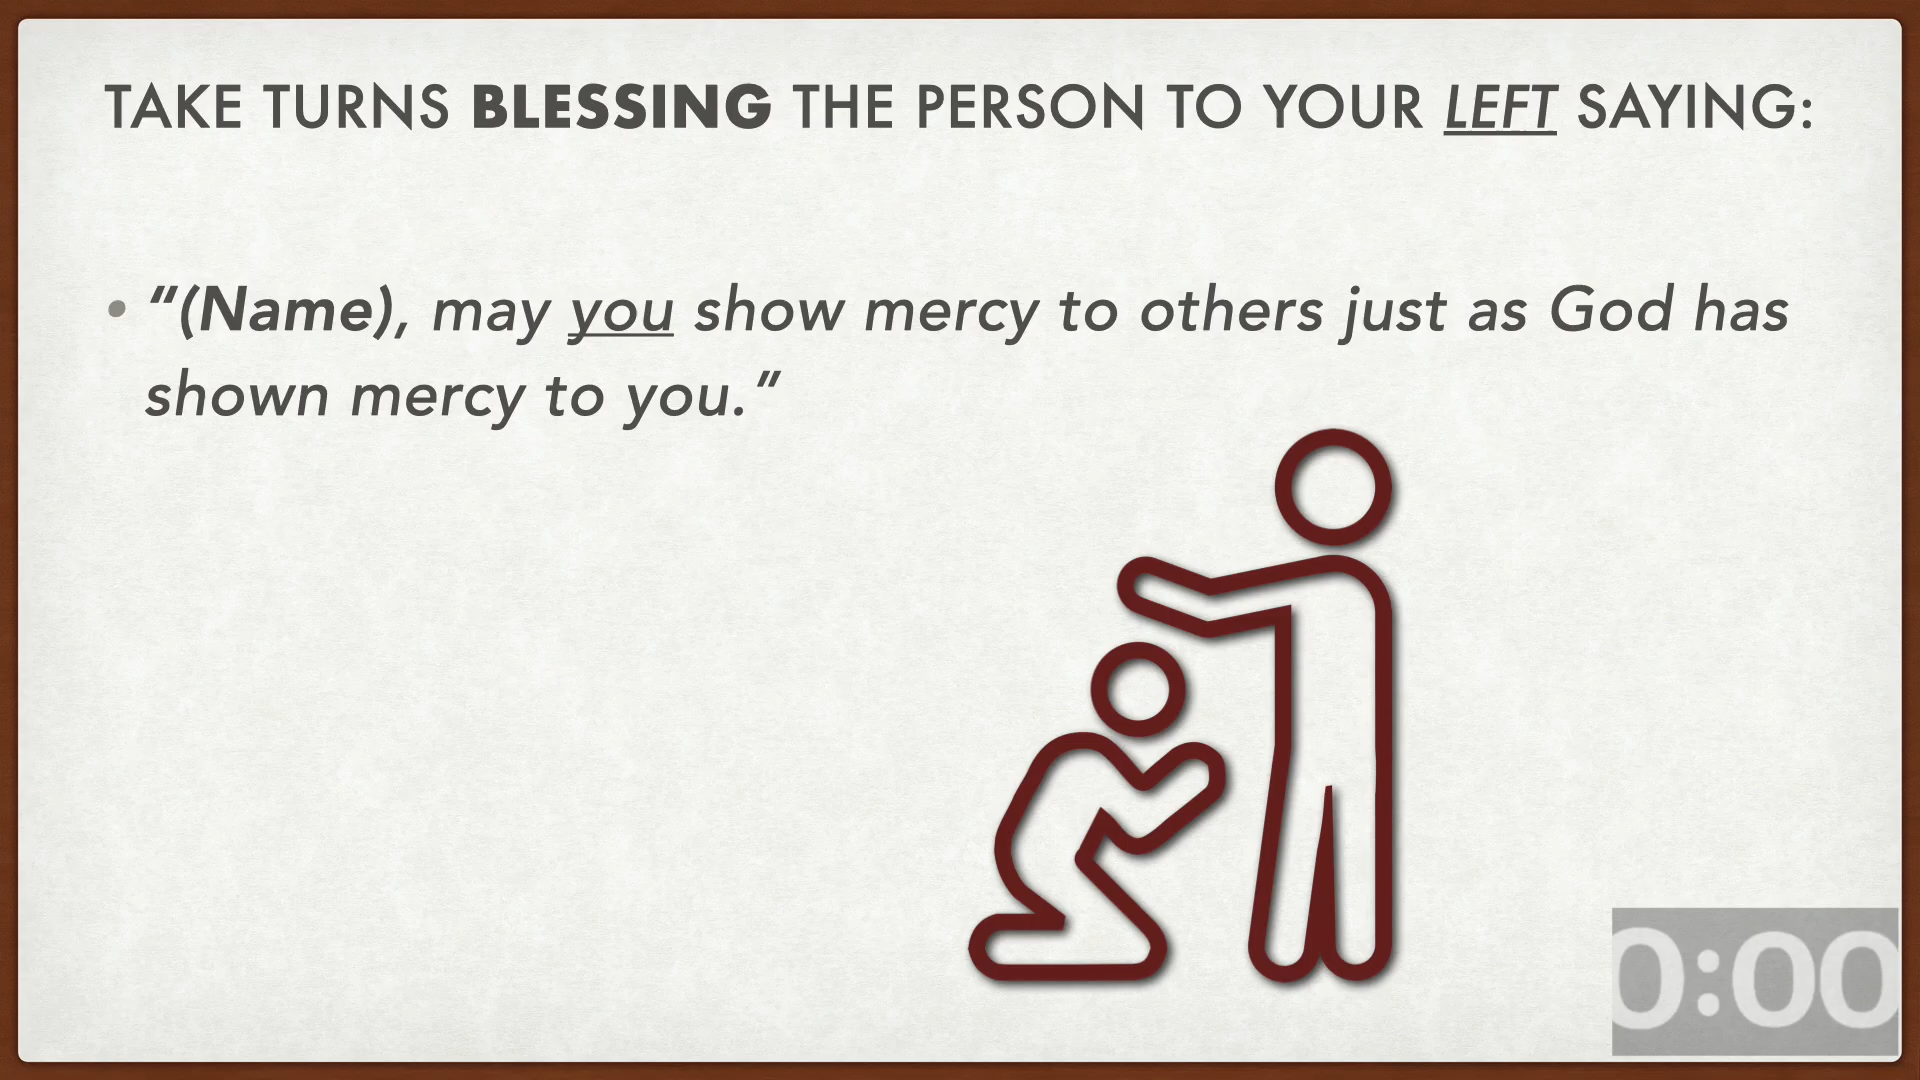 TAKE TURNS BLESSING THE PERSON TO YOUR LEFT SAYING:
• “(Name), may you show mercy to others just as God has
shown mercy to you.”
0:00